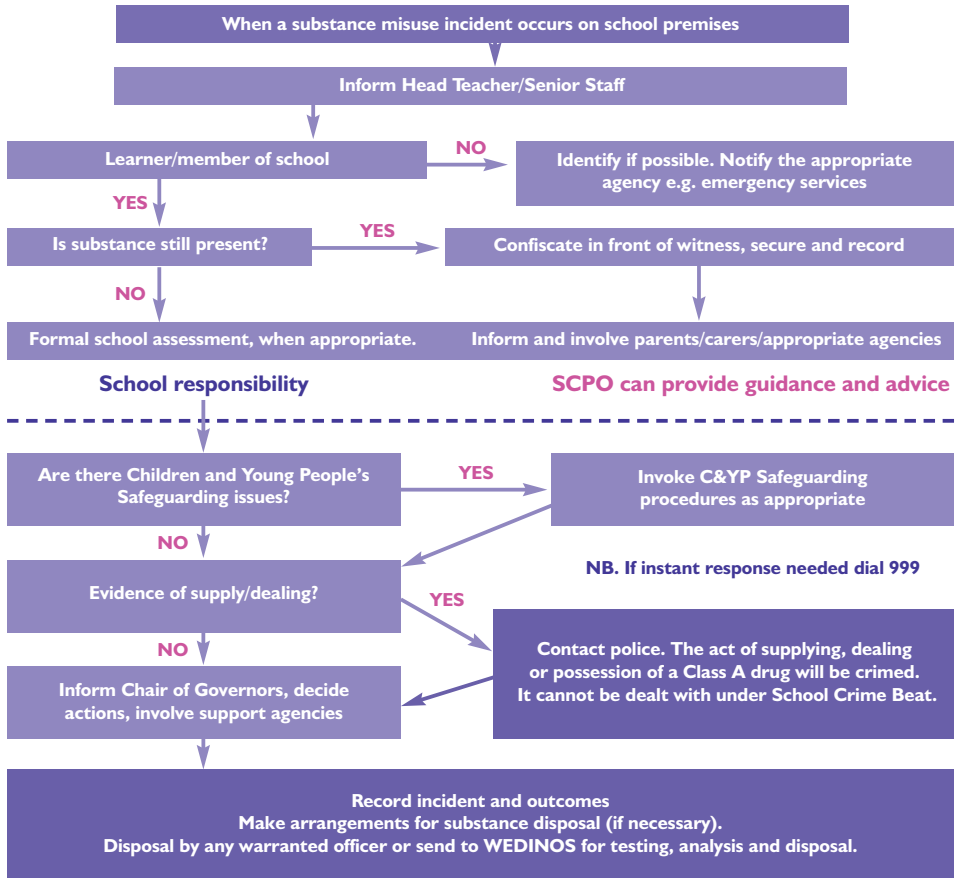 When a substance misuse incident occurs on school premises
Inform Head Teacher/Senior Staff
Learner/member of school
NO
Identify if possible. Notify the appropriate
agency e.g. emergency services
YES
Is substance still present?
YES
Confiscate in front of witness, secure and record
NO
Formal school assessment, when appropriate.
Inform and involve parents/carers/appropriate agencies
School responsibility
SCPO can provide guidance and advice
Are there Children and Young People's
Safeguarding issues?
YES
Invoke C&YP Safeguarding
procedures as appropriate
NO
NB. If instant response needed dial 999
Evidence of supply/dealing?
YES
Contact police. The act of supplying, dealing
or possession of a Class A drug will be crimed.
It cannot be dealt with under School Crime Beat.
NO
Inform Chair of Governors, decide
actions, involve support agencies
Record incident and outcomes
Make arrangements for substance disposal (if necessary).
Disposal by any warranted officer or send to WEDINOS for testing, analysis and disposal.